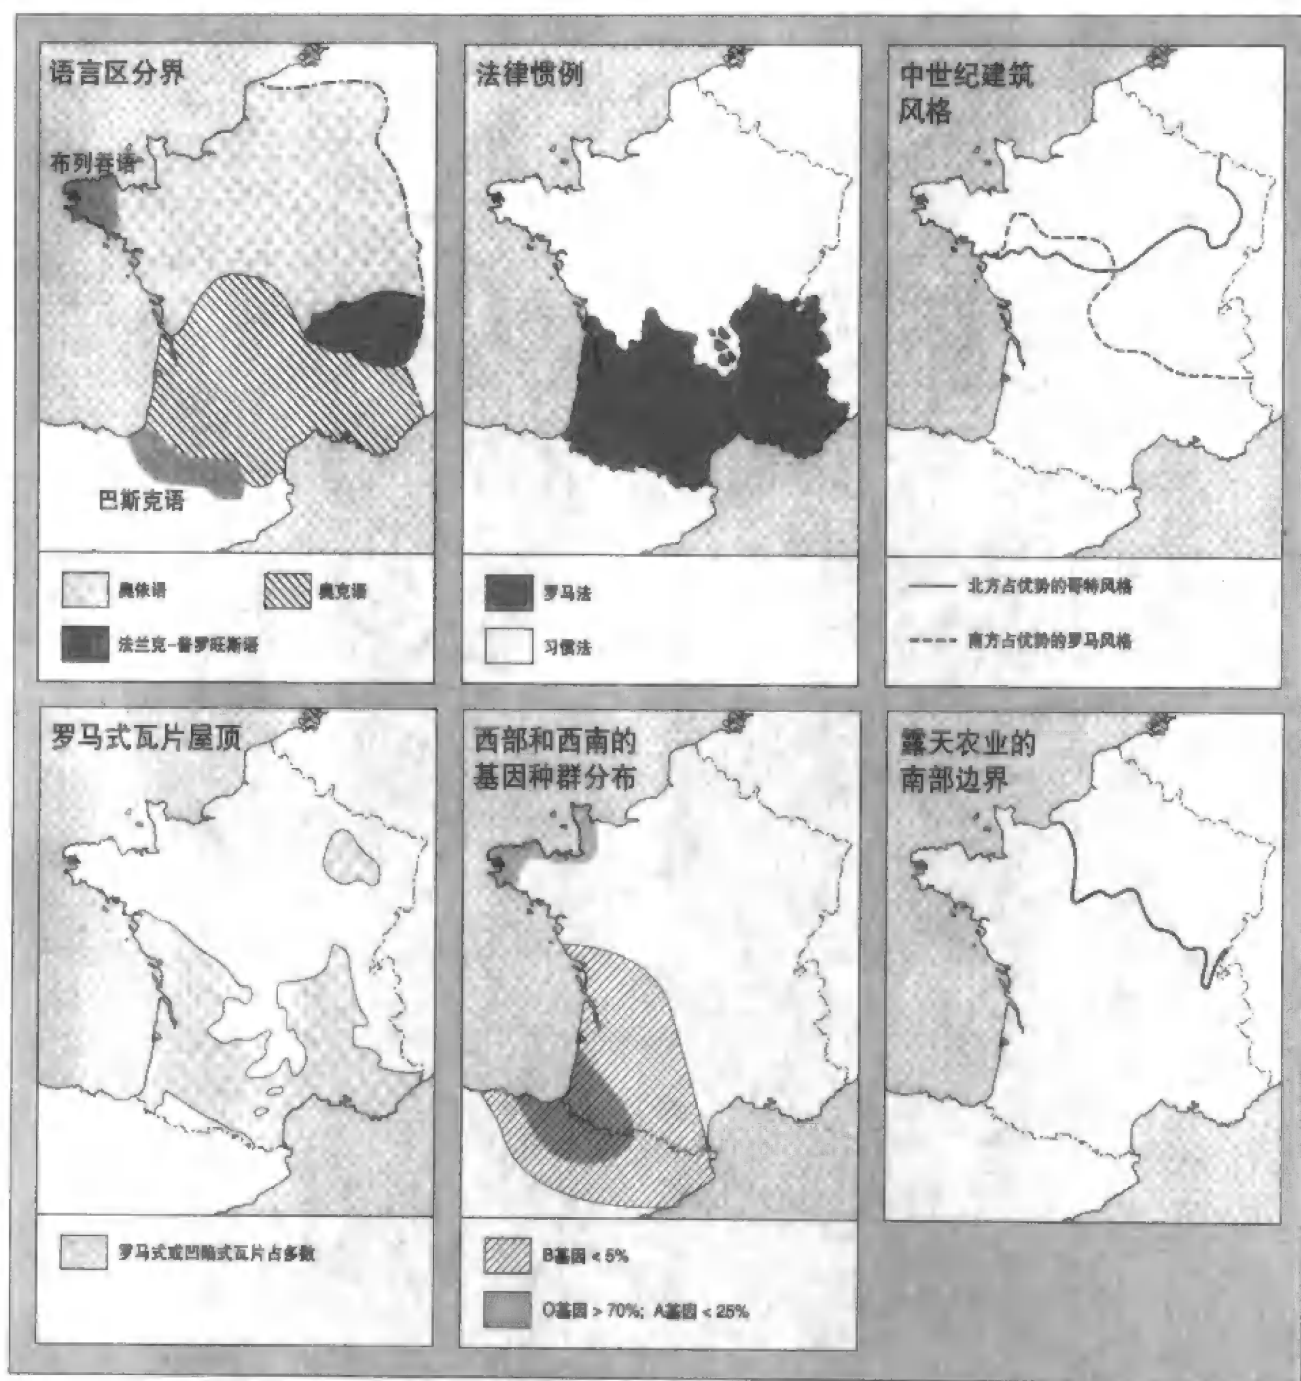 语言区分界
布列吞语
巴斯克语
奥依语
奥克语
法兰克-普罗旺斯语
法律惯例
罗马法
习惯法
中世纪建筑
风格
北方占优势的哥特风格
南方占优势的罗马风格
罗马式瓦片屋顶
罗马式或凹陷式瓦片占多数
西部和西南的
基因种群分布
B基因 < 5%
O基因 > 70%; A基因 < 25%
露天农业的
南部边界